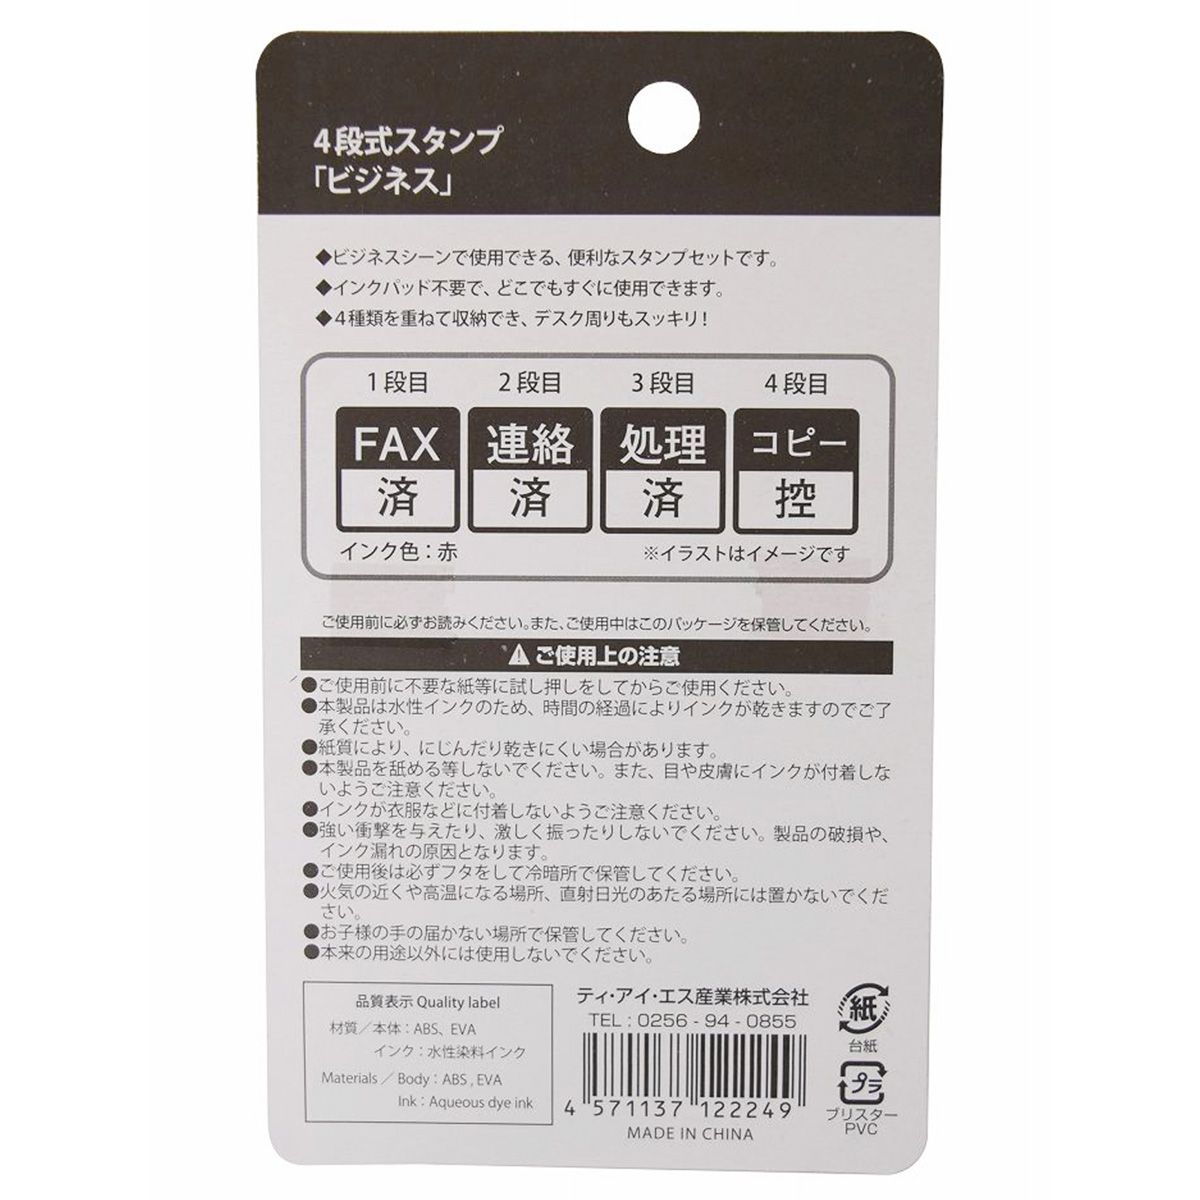 4段式スタンプ
「ビジネス」
◆ビジネスシーンで使用できる、便利なスタンプセットです。
◆インクパッド不要で、どこでもすぐに使用できます。
◆4種類を重ねて収納でき、デスク周りもスッキリ!
1段目 2段目 3段目 4段目
FAX 連絡 処理 コピー
済 済 済 控
インク色：赤 ※イラストはイメージです
ご使用前に必ずお読みください。また、ご使用中はこのパッケージを保管してください。
⚠ご使用上の注意
●ご使用前に不要な紙等に試し押しをしてからご使用ください。
●本製品は水性インクのため、時間の経過によりインクが乾きますのでご了
承ください。
●紙質により、にじんだり乾きにくい場合があります。
●本製品を舐める等しないでください。また、目や皮膚にインクが付着しな
いようご注意ください。
●インクが衣服などに付着しないようご注意ください。
●強い衝撃を与えたり、激しく振ったりしないでください。製品の破損や、
インク漏れの原因となります。
●ご使用後は必ずフタをして冷暗所で保管してください。
●火気の近くや高温になる場所、直射日光のあたる場所には置かないでくだ
さい。
●お子様の手の届かない場所で保管してください。
●本来の用途以外には使用しないでください。
品質表示 Quality label
材質／本体：ABS、EVA
インク：水性染料インク
Materials ／ Body : ABS , EVA
Ink : Aqueous dye ink
ティ・アイ・エス産業株式会社
TEL : 0256 - 94 - 0855
4 571137 122249
MADE IN CHINA
紙
台紙
プラ
ブリスター
PVC